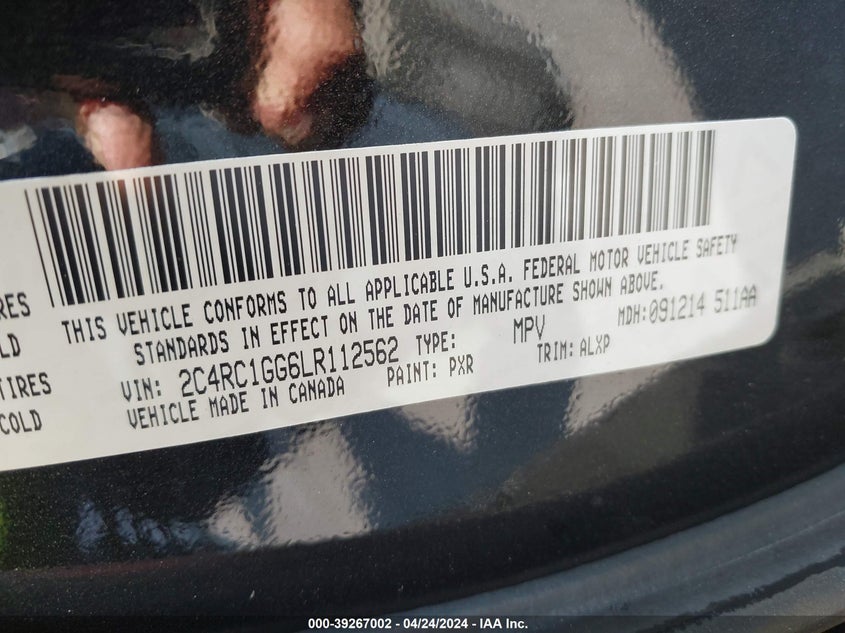 THIS VEHICLE CONFORMS TO ALL APPLICABLE U.S.A. FEDERAL MOTOR VEHICLE SAFETY
STANDARDS IN EFFECT ON THE DATE OF MANUFACTURE SHOWN ABOVE.
VIN: 2C4RC1GG6LR112562 TYPE: MPV MDH: 091214 511AA
VEHICLE MADE IN CANADA PAINT: PXR TRIM: ALXP
RES
LD
TIRES
COLD
000-39267002 - 04/24/2024 - IAA Inc.